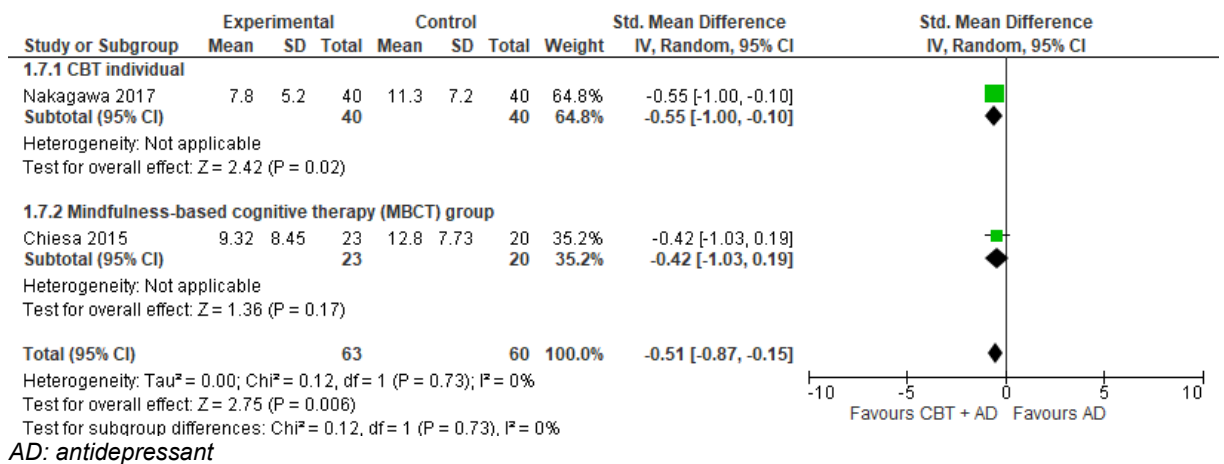 Experimental Control Std. Mean Difference Std. Mean Difference
Study or Subgroup Mean SD Total Mean SD Total Weight IV, Random, 95% CI IV, Random, 95% CI
1.7.1 CBT individual
Nakagawa 2017 7.8 5.2 40 11.3 7.2 40 64.8% -0.55 [-1.00, -0.10]
Subtotal (95% CI) 40 40 64.8% -0.55 [-1.00, -0.10]
Heterogeneity: Not applicable
Test for overall effect: Z = 2.42 (P = 0.02)
1.7.2 Mindfulness-based cognitive therapy (MBCT) group
Chiesa 2015 9.32 8.45 23 12.8 7.73 20 35.2% -0.42 [-1.03, 0.19]
Subtotal (95% CI) 23 20 35.2% -0.42 [-1.03, 0.19]
Heterogeneity: Not applicable
Test for overall effect: Z = 1.36 (P = 0.17)
Total (95% CI) 63 60 100.0% -0.51 [-0.87, -0.15]
Heterogeneity: Tau² = 0.00; Chi² = 0.12, df = 1 (P = 0.73); I² = 0%
Test for overall effect: Z = 2.75 (P = 0.006)
Test for subgroup differences: Chi² = 0.12, df = 1 (P = 0.73), I² = 0%
-10 -5 0 5 10
Favours CBT + AD Favours AD
AD: antidepressant